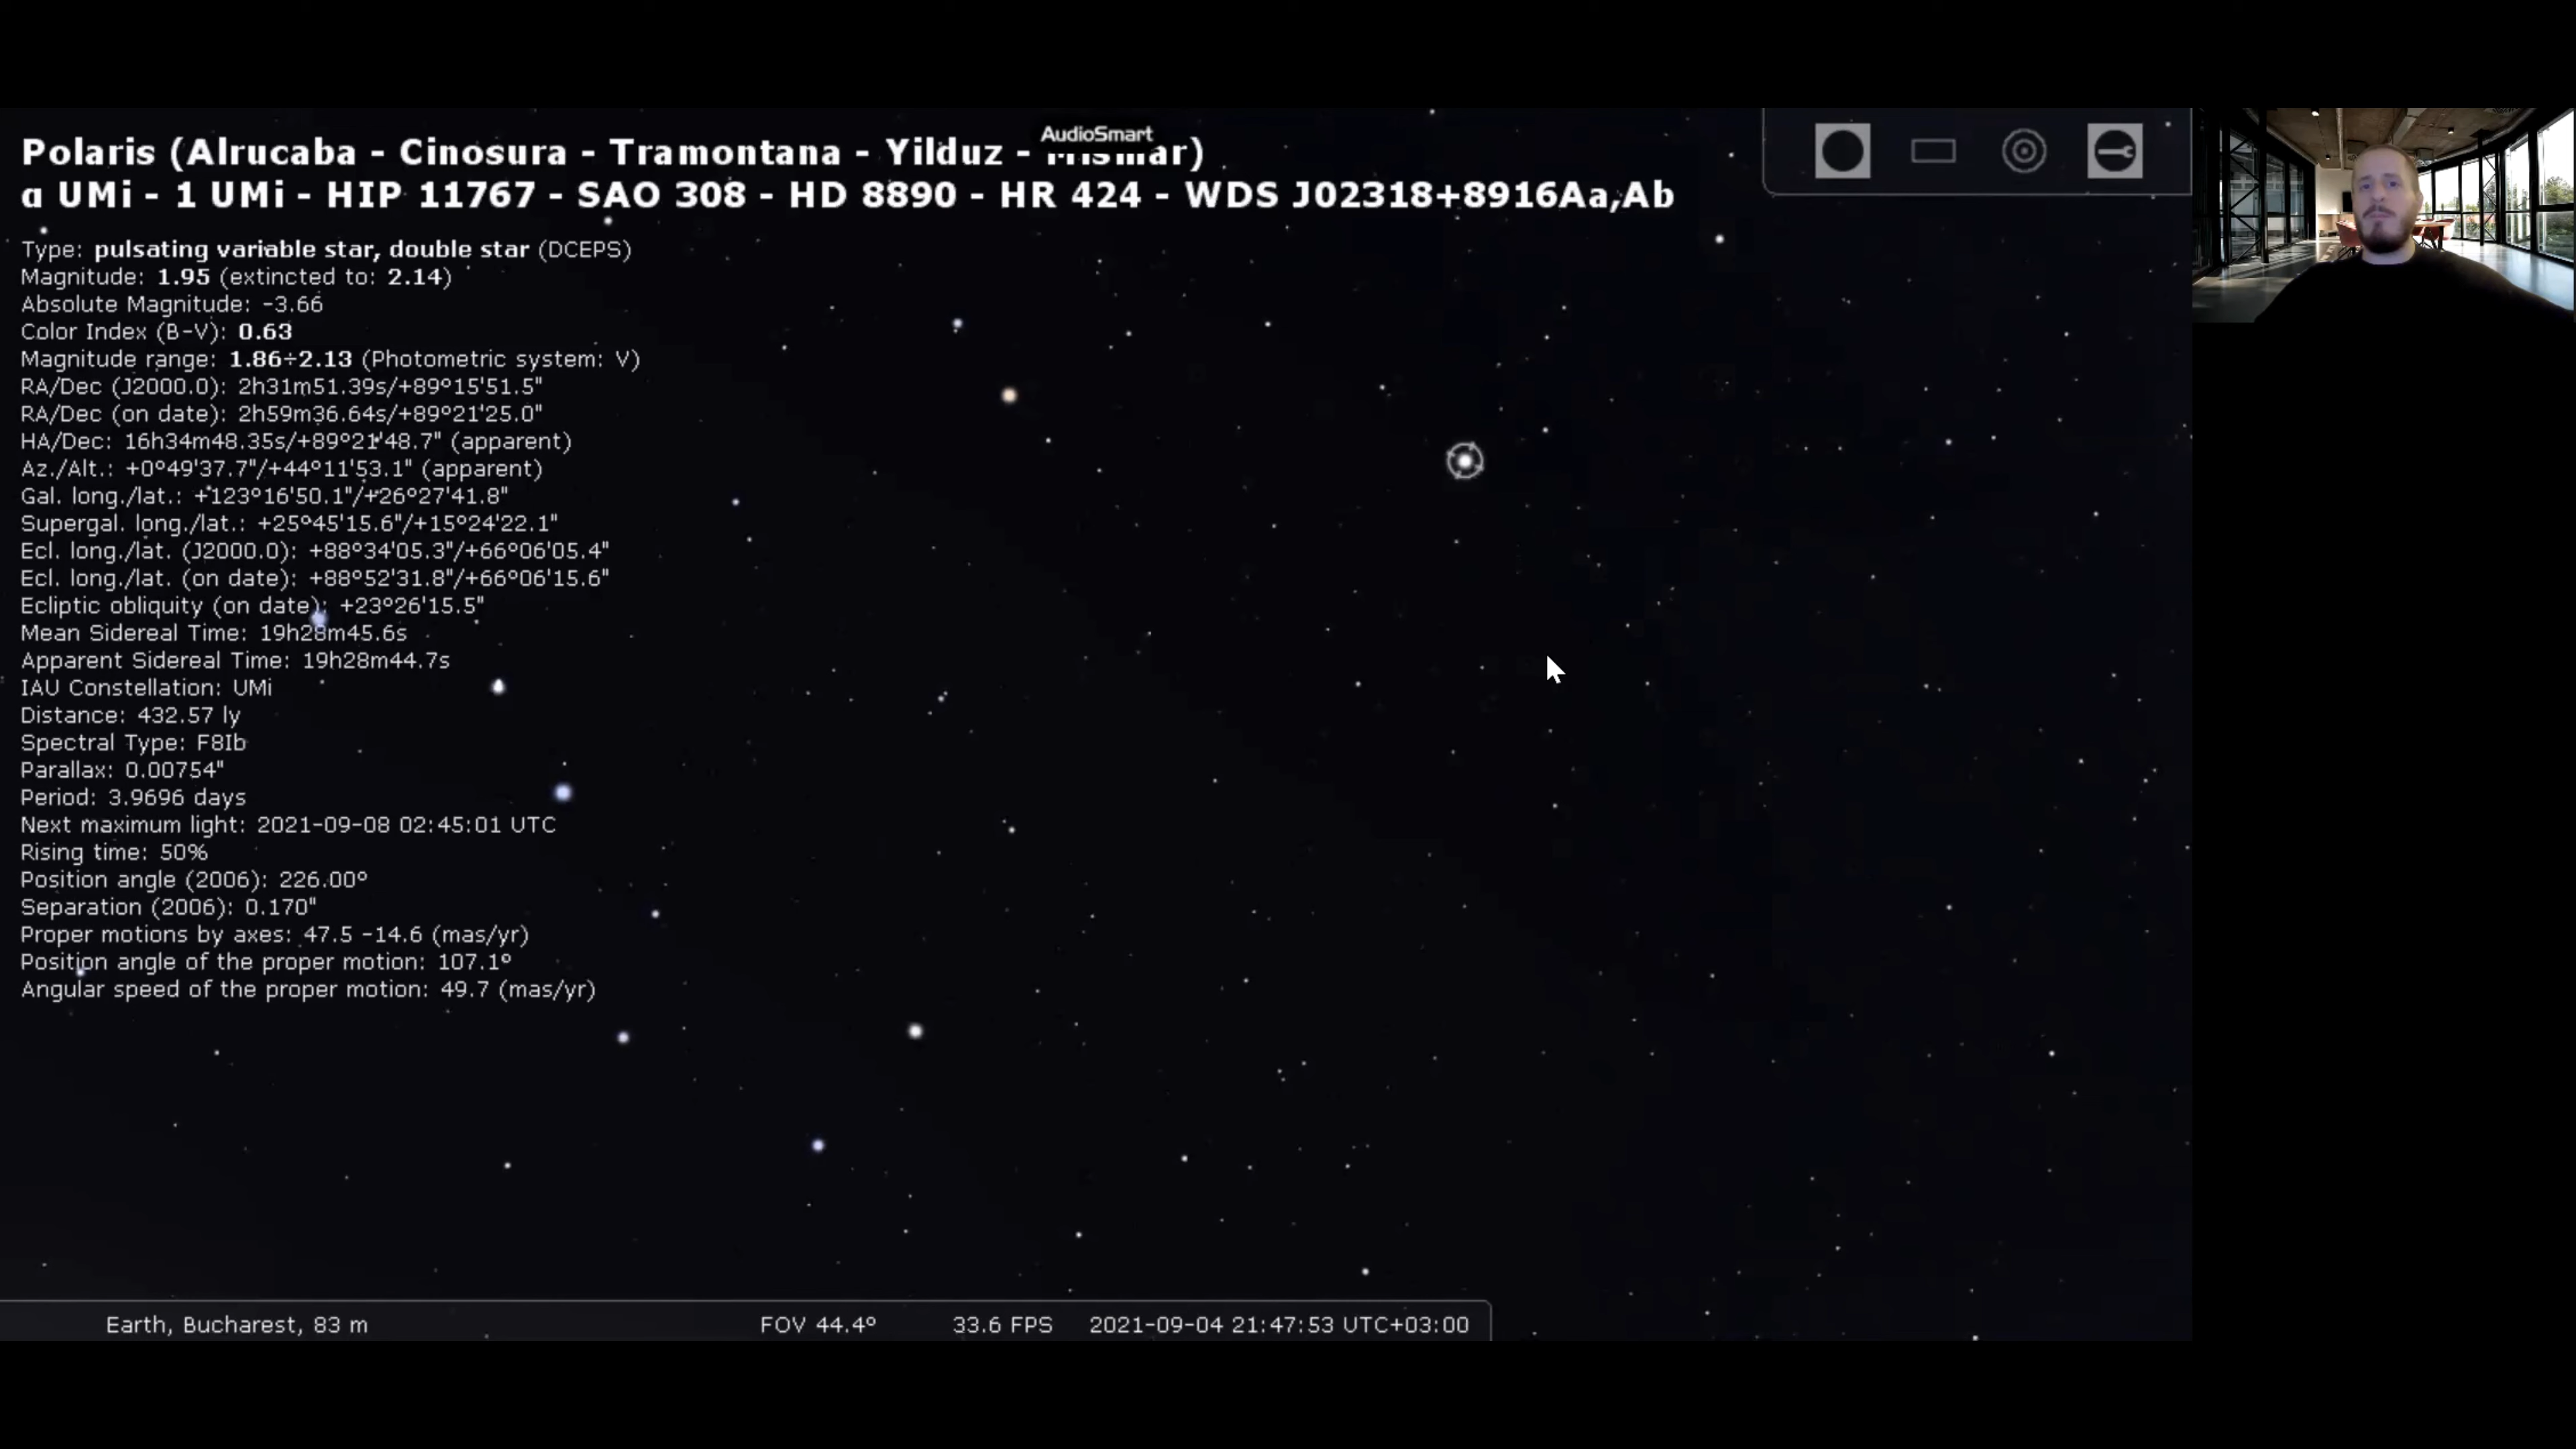 AudioSmart
Polaris (Alrucaba - Cinosura - Tramontana - Yilduz -
α UMi - 1 UMi - HIP 11767 - SAO 308 - HD 8890 - HR 424 - WDS J02318+8916Aa,Ab
Type: pulsating variable star, double star (DCEPS)
Magnitude: 1.95 (extincted to: 2.14)
Absolute Magnitude: -3.66
Color Index (B-V): 0.63
Magnitude range: 1.86÷2.13 (Photometric system: V)
RA/Dec (J2000.0): 2h31m51.39s/+89°15'51.5"
RA/Dec (on date): 2h59m36.64s/+89°21'25.0"
HA/Dec: 16h34m48.35s/+89°21'48.7" (apparent)
Az./Alt.: +0°49'37.7"/+44°11'53.1" (apparent)
Gal. long./lat.: +123°16'50.1"/+26°27'41.8"
Supergal. long./lat.: +25°45'15.6"/+15°24'22.1"
Ecl. long./lat. (J2000.0): +88°34'05.3"/+66°06'05.4"
Ecl. long./lat. (on date): +88°52'31.8"/+66°06'15.6"
Ecliptic obliquity (on date): +23°26'15.5"
Mean Sidereal Time: 19h28m45.6s
Apparent Sidereal Time: 19h28m44.7s
IAU Constellation: UMi
Distance: 432.57 ly
Spectral Type: F8Ib
Parallax: 0.00754"
Period: 3.9696 days
Next maximum light: 2021-09-08 02:45:01 UTC
Rising time: 50%
Position angle (2006): 226.00°
Separation (2006): 0.170"
Proper motions by axes: 47.5 -14.6 (mas/yr)
Position angle of the proper motion: 107.1°
Angular speed of the proper motion: 49.7 (mas/yr)
Earth, Bucharest, 83 m FOV 44.4° 33.6 FPS 2021-09-04 21:47:53 UTC+03:00